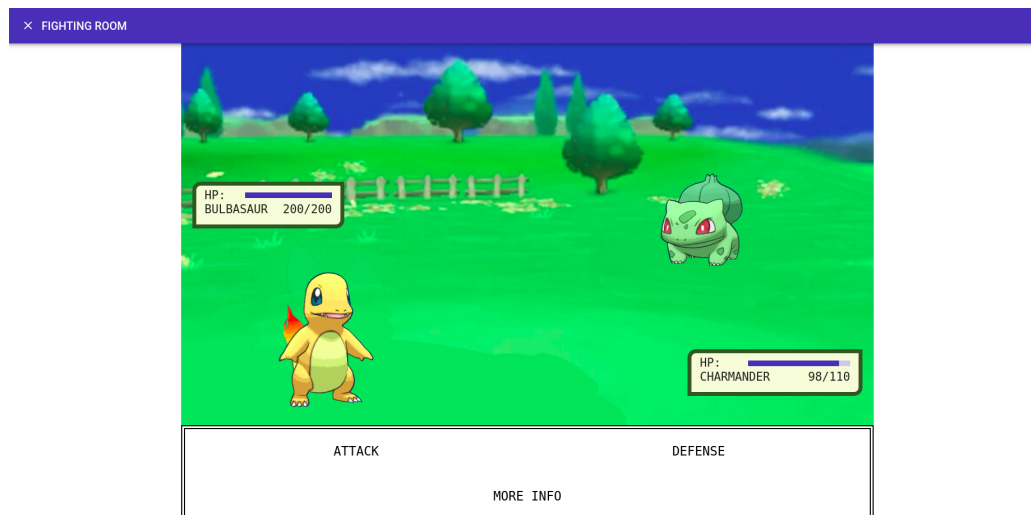 × FIGHTING ROOM
HP:
BULBASAUR 200/200
HP:
CHARMANDER 98/110
ATTACK
DEFENSE
MORE INFO